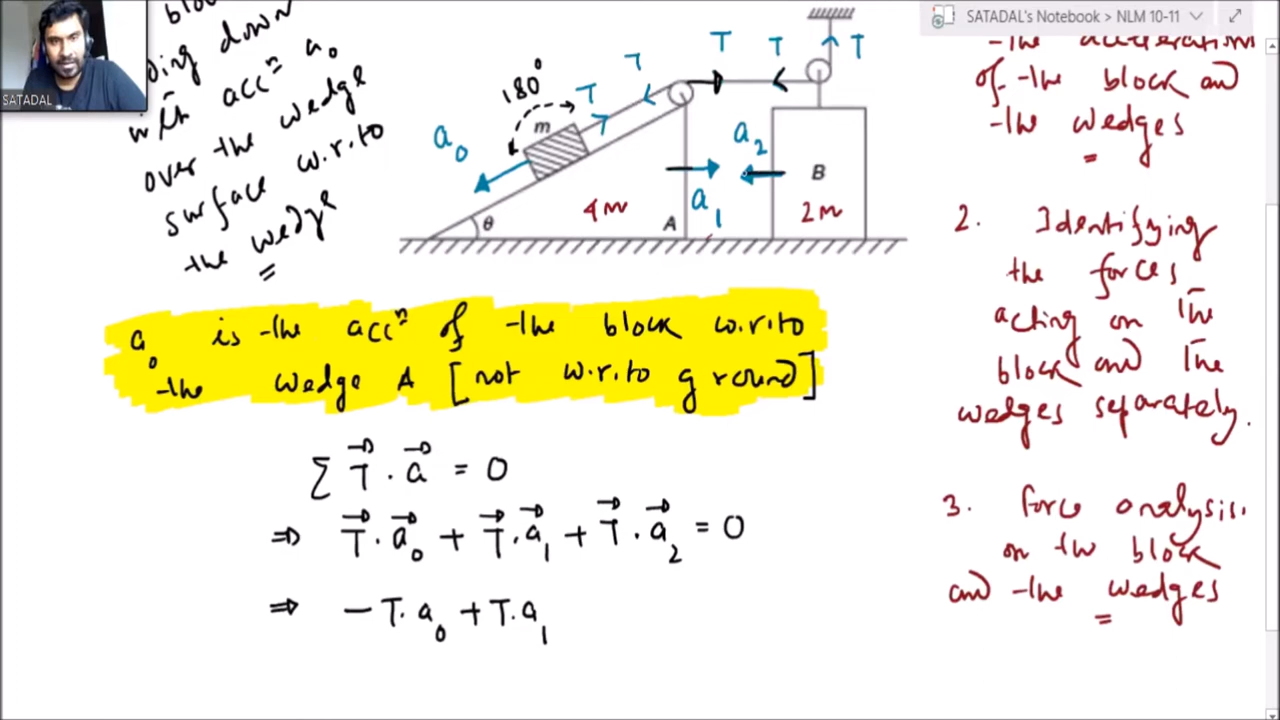 block
ding down
with accⁿ a₀
over the wedge
surface w.r.to
the wedge
SATADAL
SATADAL's Notebook > NLM 10-11
180°
m
a₀
T
T
T
T
T
T
T
a₂
a₁
θ
4m
A
B
2m
a₀ is the accⁿ of the block w.r.to
the wedge A [not w.r.to ground]
∑ T⃗ . a⃗ = 0
⇒ T⃗ . a⃗₀ + T⃗ . a⃗₁ + T⃗ . a⃗₂ = 0
⇒ - T. a₀ + T. a₁
the acceleration
of the block and
the wedges
2. Identifying
the forces
acting on the
block and the
wedges separately.
3. force analysis.
on the block
and the wedges